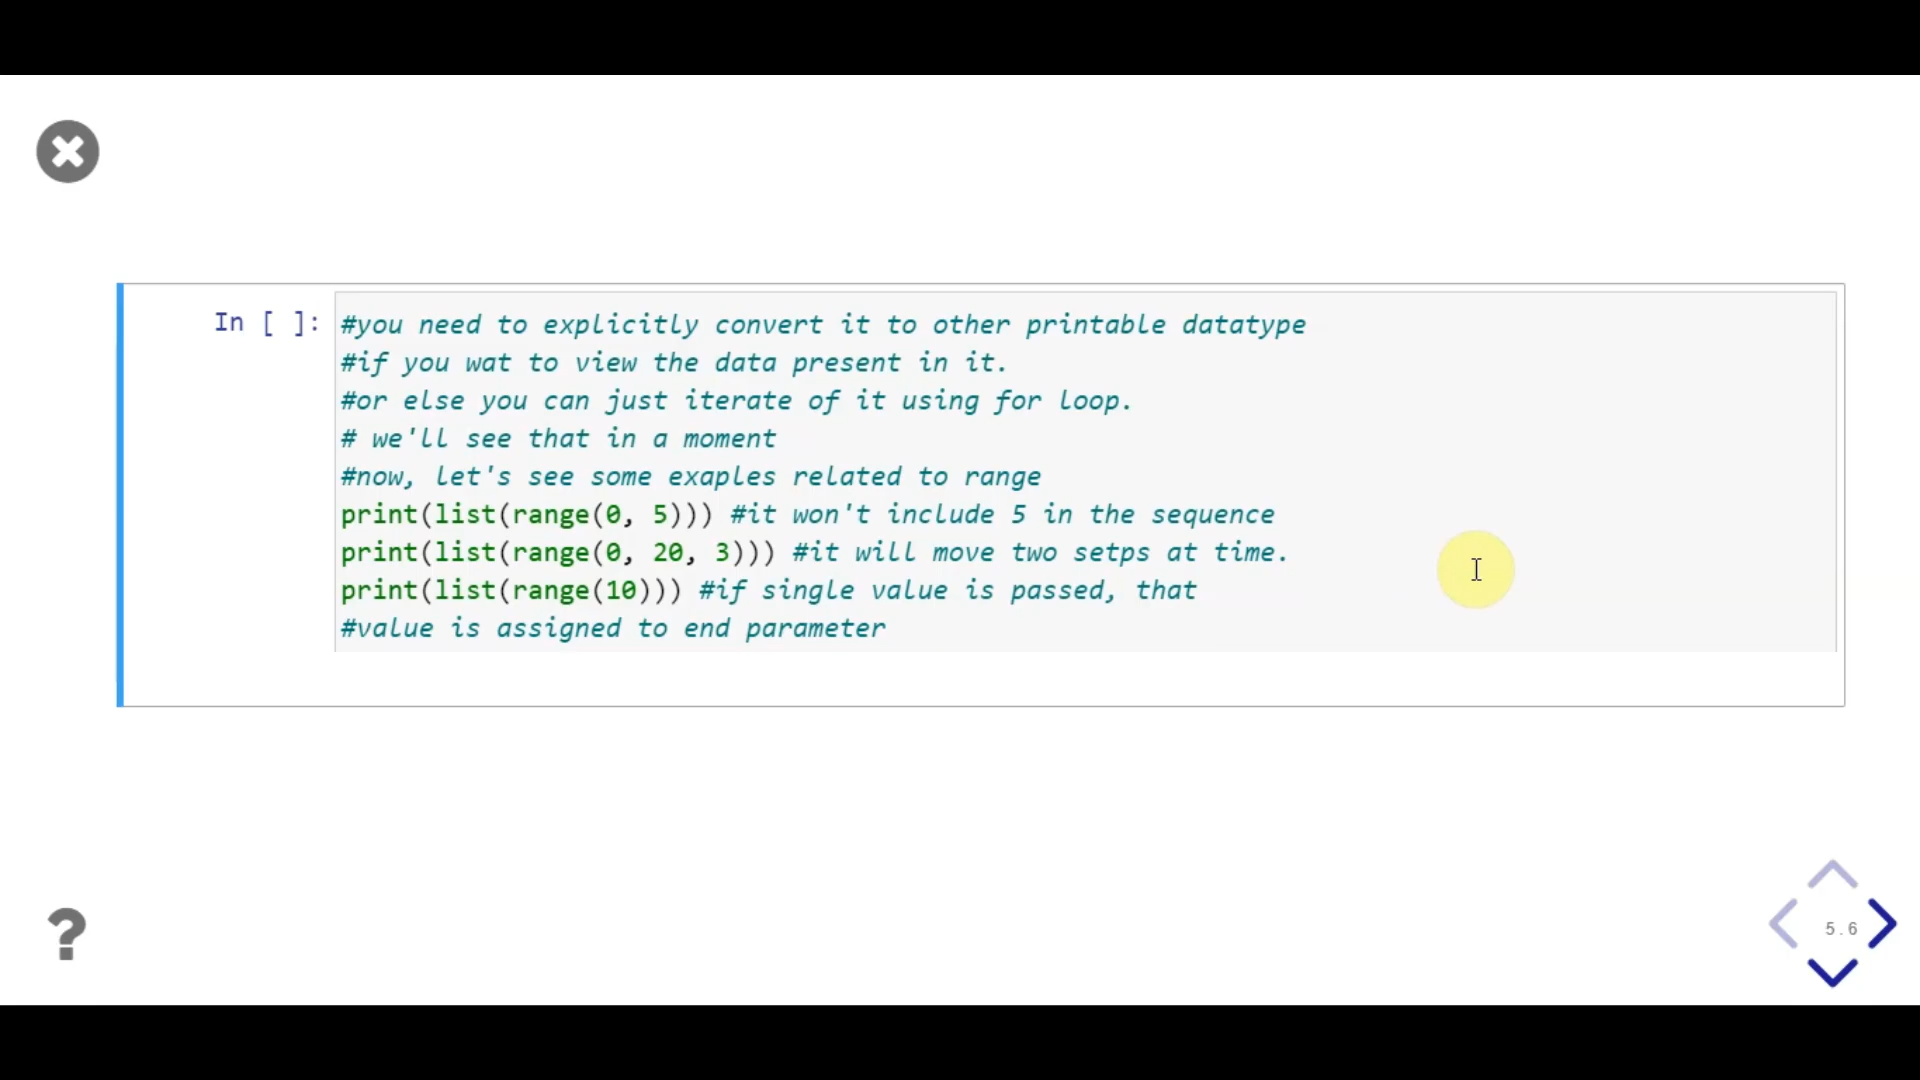 In [ ]:
#you need to explicitly convert it to other printable datatype
#if you wat to view the data present in it.
#or else you can just iterate of it using for loop.
# we'll see that in a moment
#now, let's see some exaples related to range
print(list(range(0, 5))) #it won't include 5 in the sequence
print(list(range(0, 20, 3))) #it will move two setps at time.
print(list(range(10))) #if single value is passed, that
#value is assigned to end parameter
?
5.6